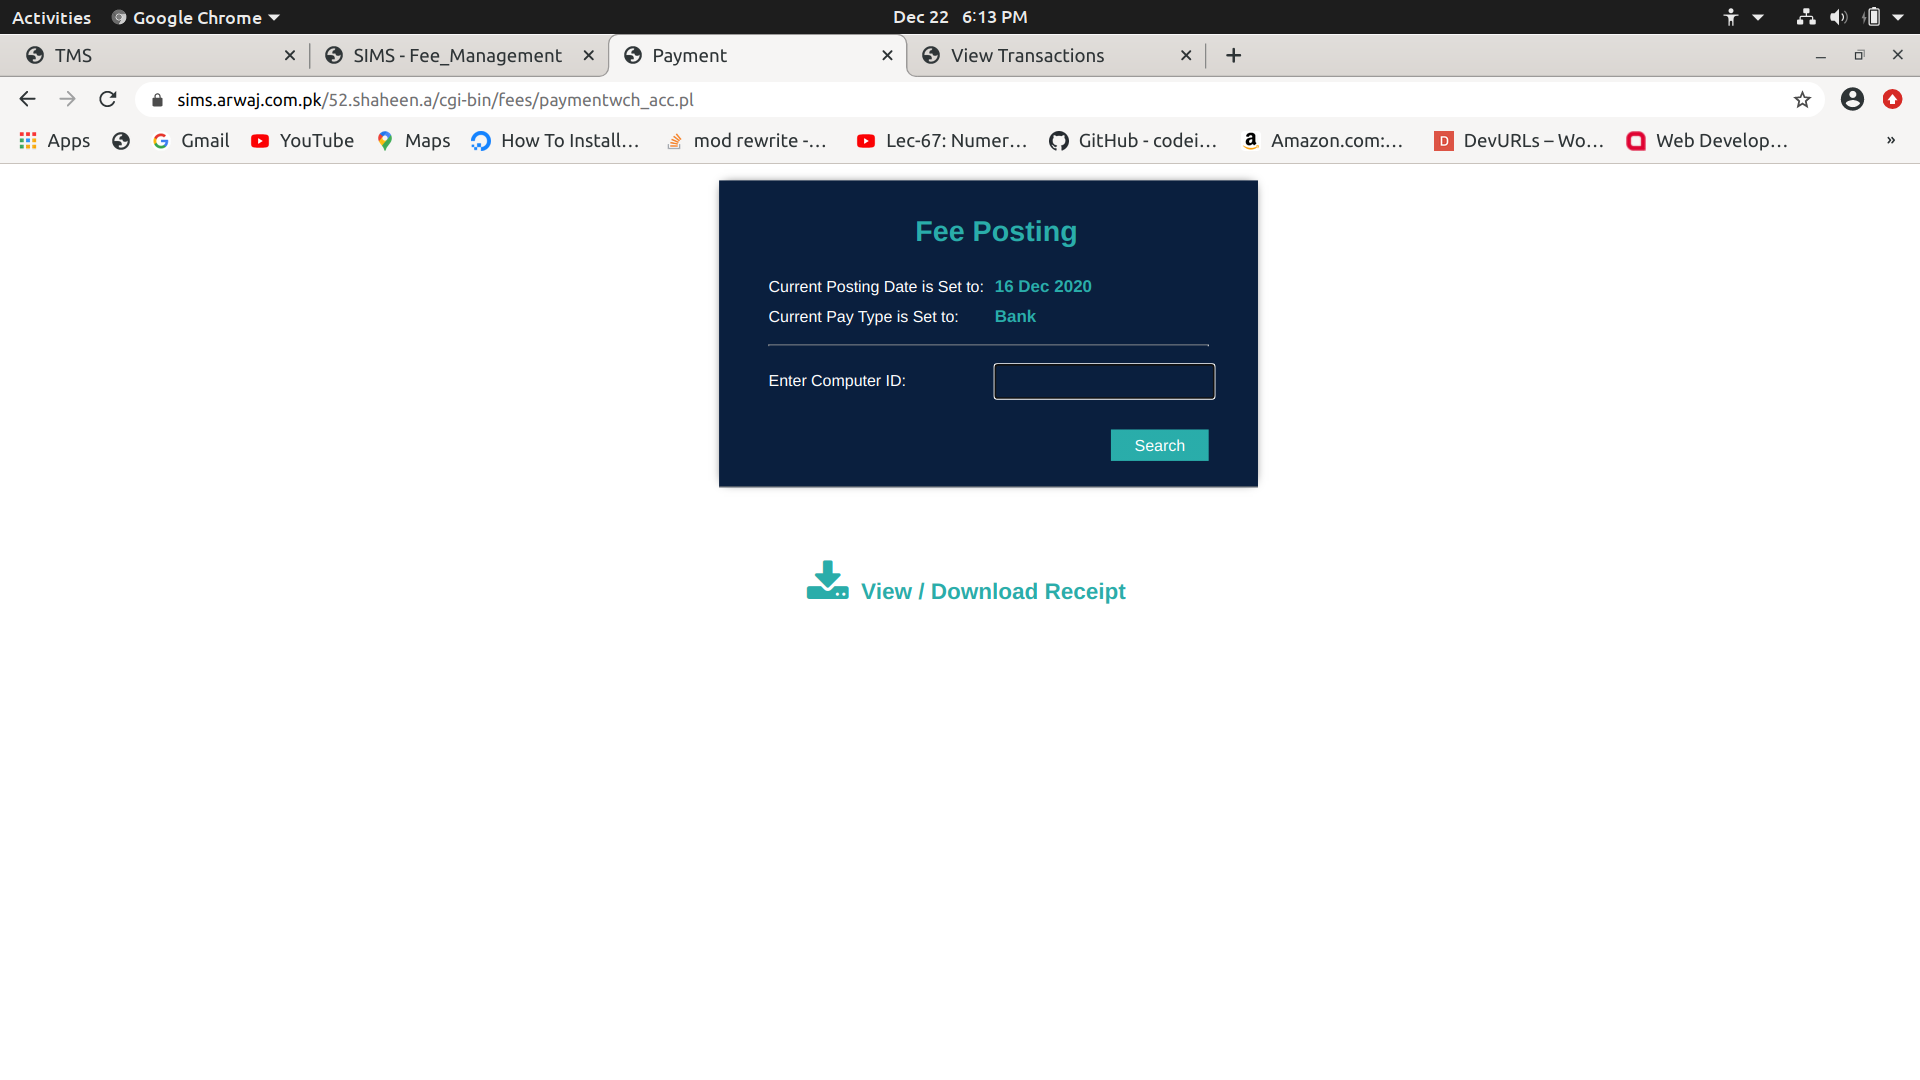 Activities Google Chrome Dec 22 6:13 PM
TMS SIMS - Fee_Management Payment View Transactions
sims.arwaj.com.pk/52.shaheen.a/cgi-bin/fees/paymentwch_acc.pl
Apps Gmail YouTube Maps How To Install... mod rewrite -... Lec-67: Numer... GitHub - codei... Amazon.com:... D DevURLs – Wo... Web Develop... »
Fee Posting
Current Posting Date is Set to: 16 Dec 2020
Current Pay Type is Set to: Bank
Enter Computer ID:
Search
View / Download Receipt